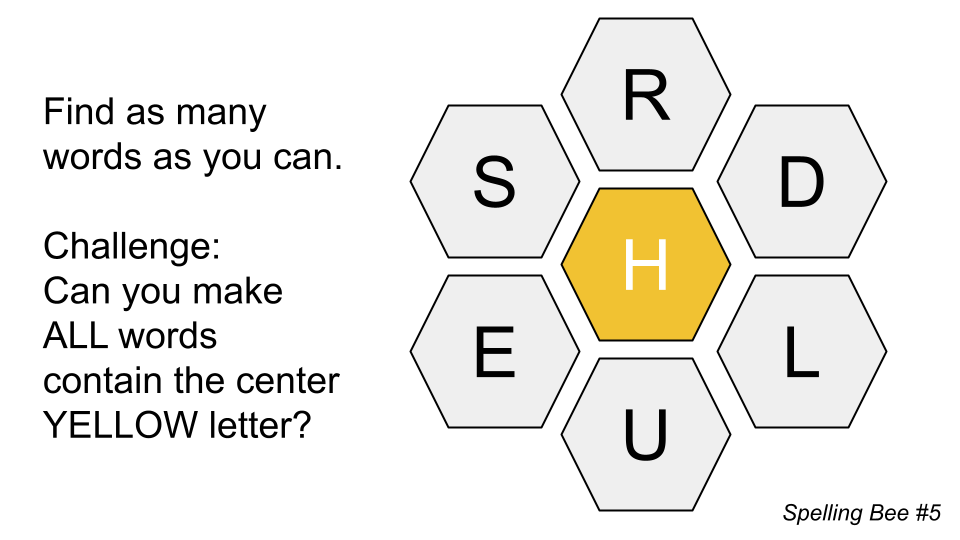 Find as many
words as you can.
Challenge:
Can you make
ALL words
contain the center
YELLOW letter?
R
S
D
H
E
L
U
Spelling Bee #5